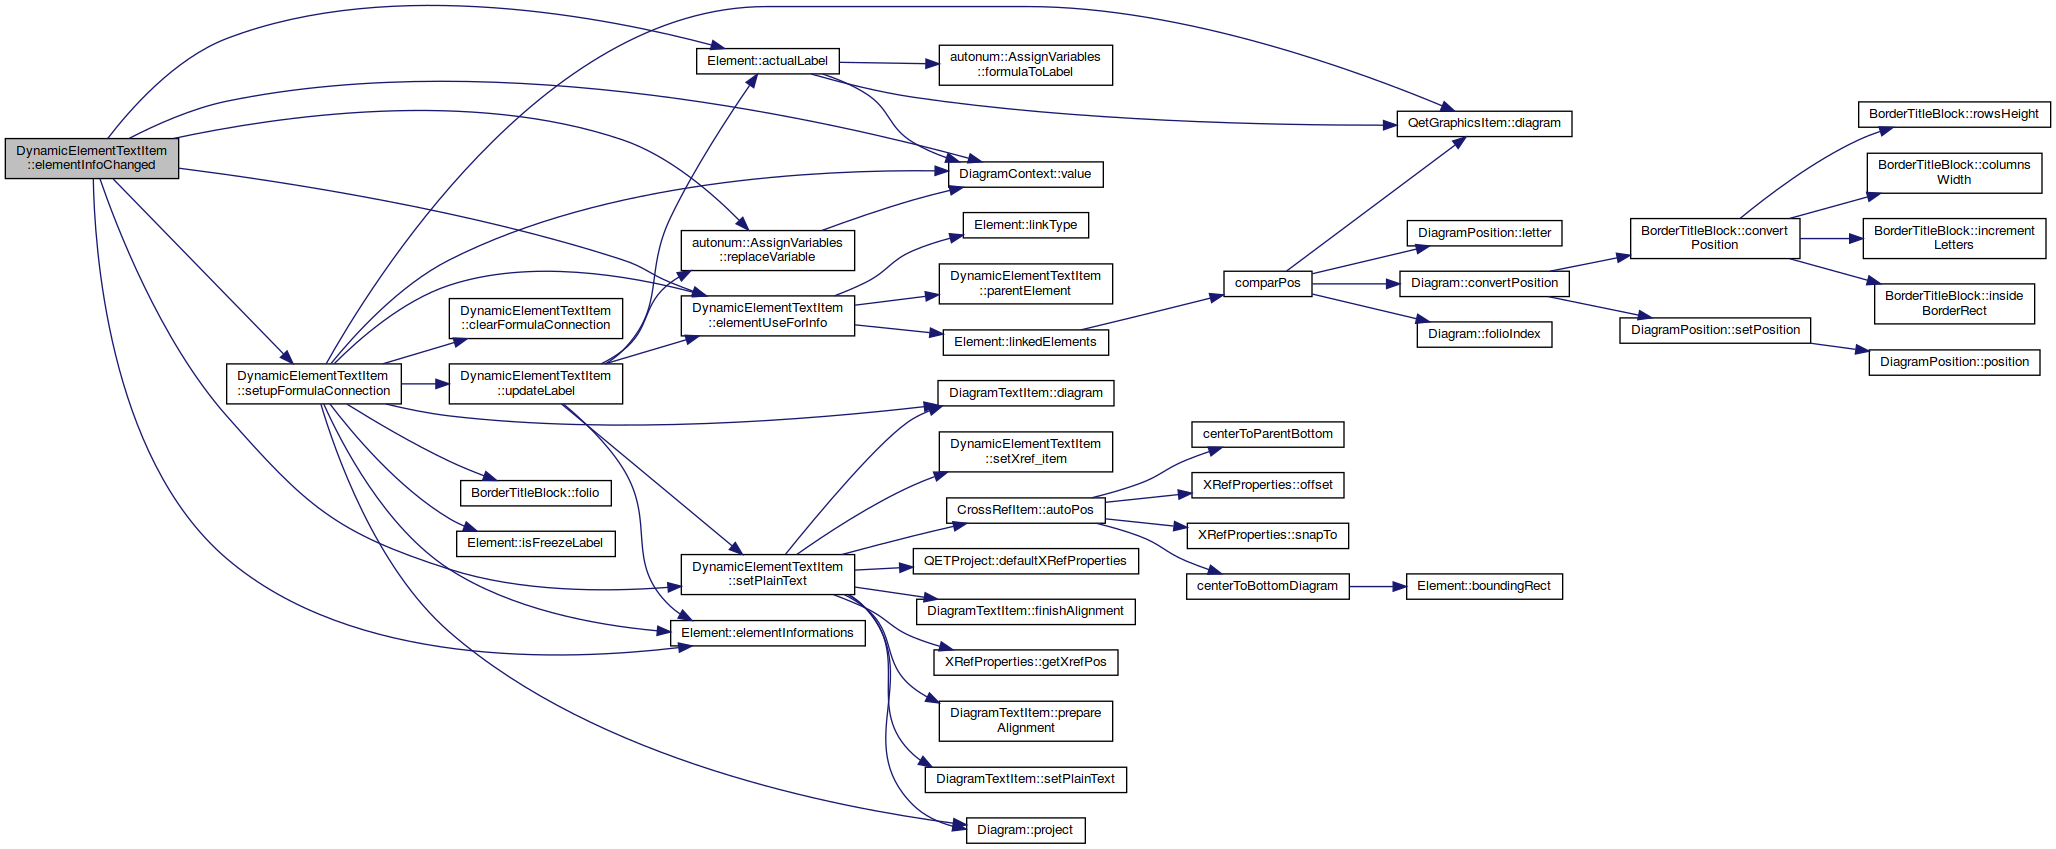 DynamicElementTextItem
::elementInfoChanged
DynamicElementTextItem
::setupFormulaConnection
DynamicElementTextItem
::clearFormulaConnection
DynamicElementTextItem
::updateLabel
BorderTitleBlock::folio
Element::isFreezeLabel
Element::actualLabel
autonum::AssignVariables
::replaceVariable
DynamicElementTextItem
::elementUseForInfo
DynamicElementTextItem
::setPlainText
Element::elementInformations
autonum::AssignVariables
::formulaToLabel
DiagramContext::value
Element::linkType
DynamicElementTextItem
::parentElement
Element::linkedElements
DiagramTextItem::diagram
DynamicElementTextItem
::setXref_item
CrossRefItem::autoPos
QETProject::defaultXRefProperties
DiagramTextItem::finishAlignment
XRefProperties::getXrefPos
DiagramTextItem::prepare
Alignment
DiagramTextItem::setPlainText
Diagram::project
comparPos
centerToParentBottom
XRefProperties::offset
XRefProperties::snapTo
centerToBottomDiagram
QetGraphicsItem::diagram
DiagramPosition::letter
Diagram::convertPosition
Diagram::folioIndex
Element::boundingRect
BorderTitleBlock::convert
Position
DiagramPosition::setPosition
BorderTitleBlock::rowsHeight
BorderTitleBlock::columns
Width
BorderTitleBlock::increment
Letters
BorderTitleBlock::inside
BorderRect
DiagramPosition::position